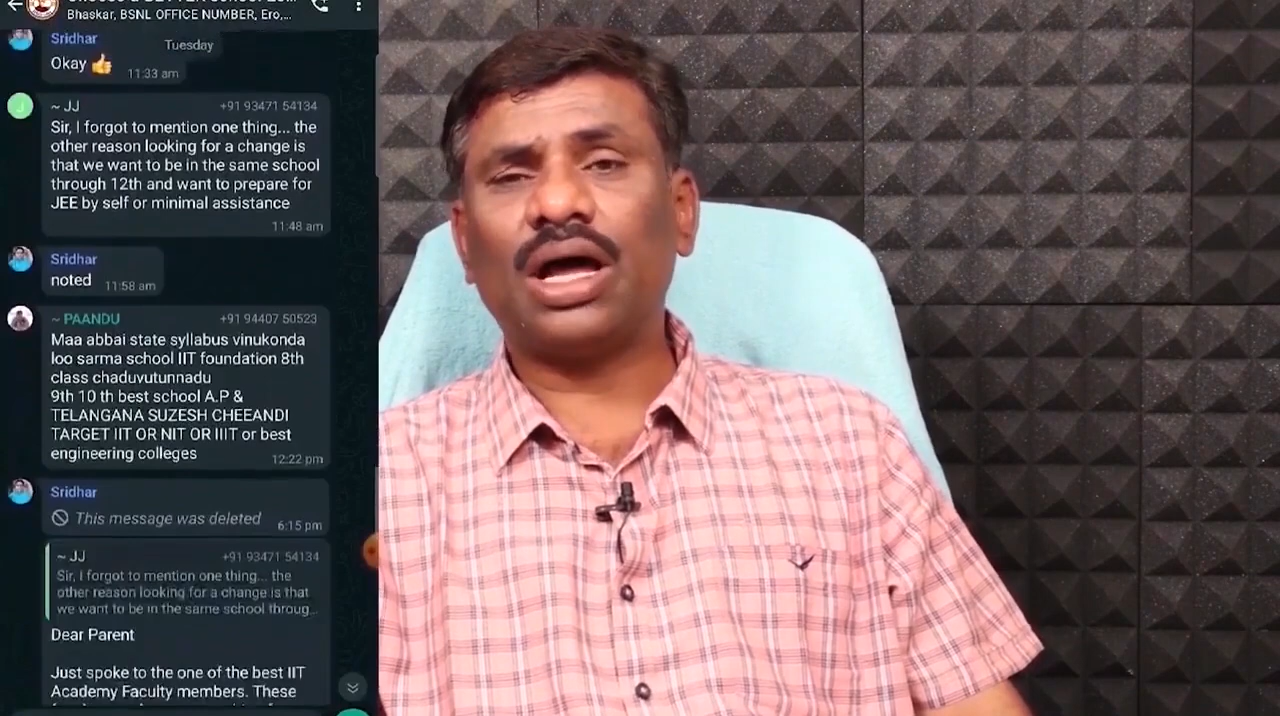 Bhaskar, BSNL OFFICE NUMBER, Ero,...
Sridhar
Tuesday
Okay 👍
11:33 am
J
~ JJ +91 93471 54134
Sir, I forgot to mention one thing... the
other reason looking for a change is
that we want to be in the same school
through 12th and want to prepare for
JEE by self or minimal assistance
11:48 am
Sridhar
noted 11:58 am
~ PAANDU +91 94407 50523
Maa abbai state syllabus vinukonda
loo sarma school IIT foundation 8th
class chaduvutunnadu
9th 10 th best school A.P &
TELANGANA SUZESH CHEEANDI
TARGET IIT OR NIT OR IIIT or best
engineering colleges
12:22 pm
Sridhar
This message was deleted 6:15 pm
~ JJ +91 93471 54134
Sir, I forgot to mention one thing... the
other reason looking for a change is that
we want to be in the same school throug...
Dear Parent
Just spoke to the one of the best IIT
Academy Faculty members. These